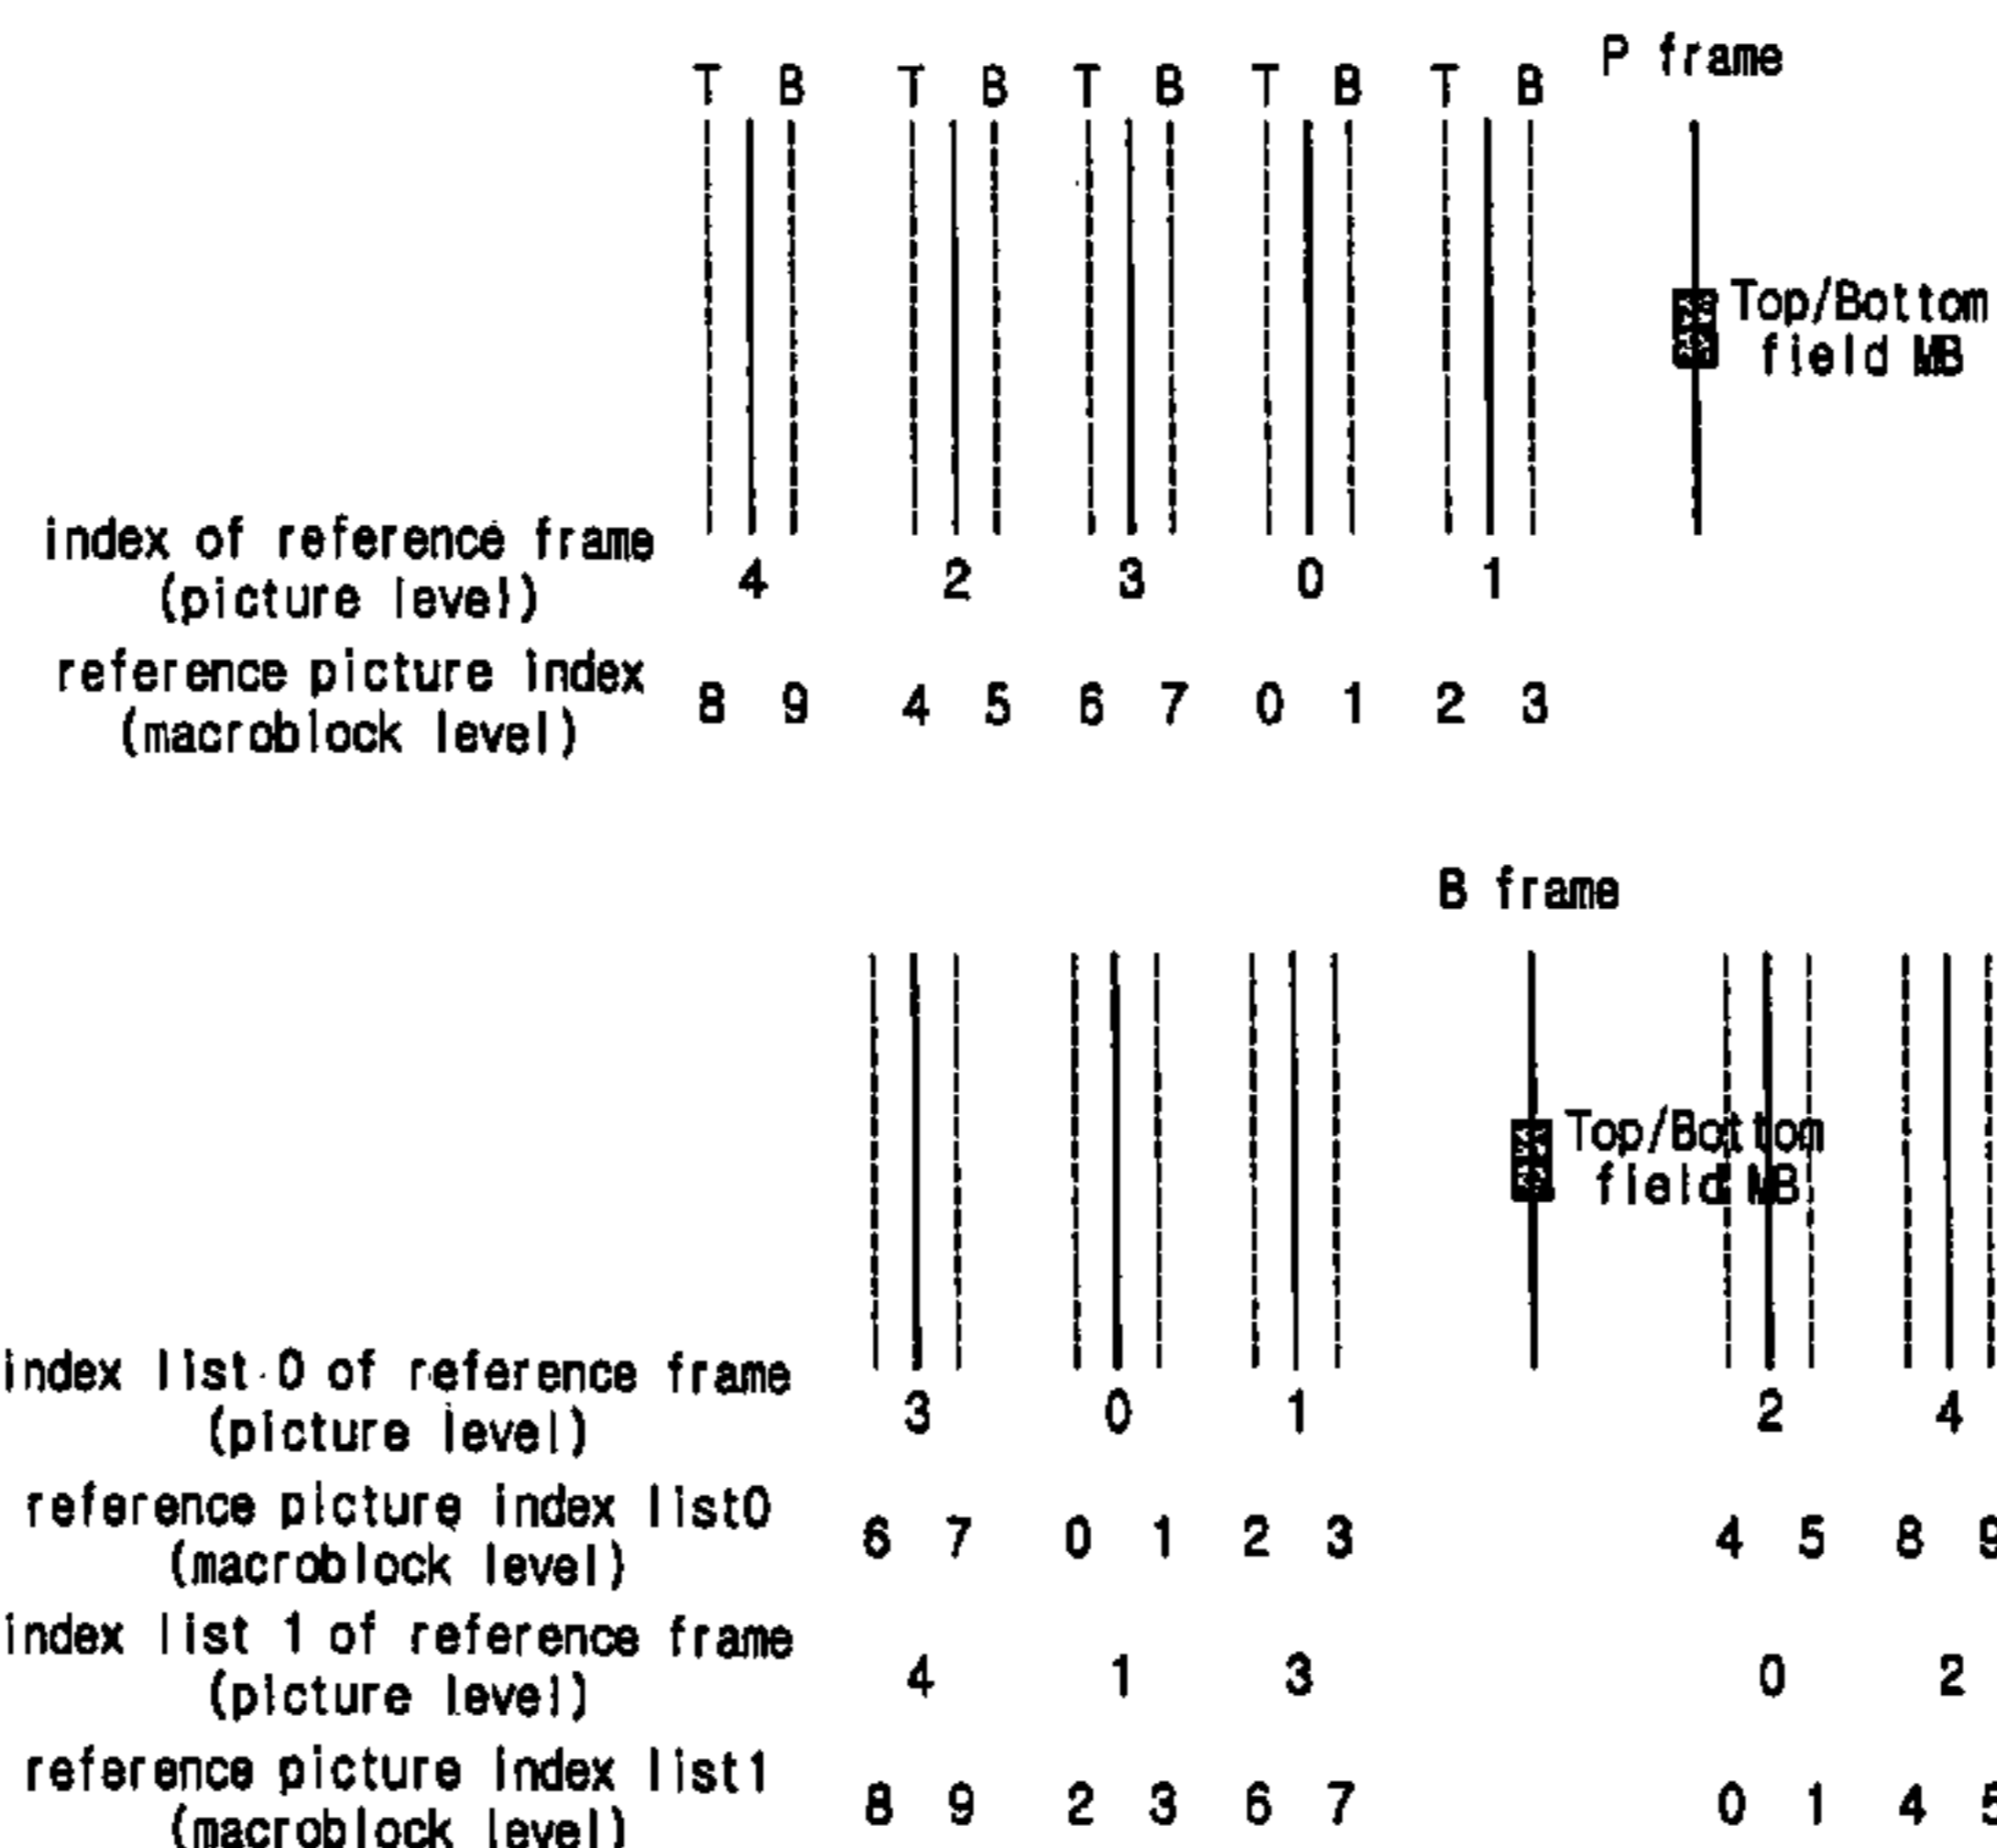 P frame
T B T B T B T B T B
Top/Bottom
field MB
index of reference frame
(picture level)
4 2 3 0 1
reference picture index
(macroblock level)
8 9 4 5 6 7 0 1 2 3
B frame
Top/Bottom
field MB
index list 0 of reference frame
(picture level)
3 0 1 2 4
reference picture index list0
(macroblock level)
6 7 0 1 2 3 4 5 8 9
index list 1 of reference frame
(picture level)
4 1 3 0 2
reference picture index list1
(macroblock level)
8 9 2 3 6 7 0 1 4 5